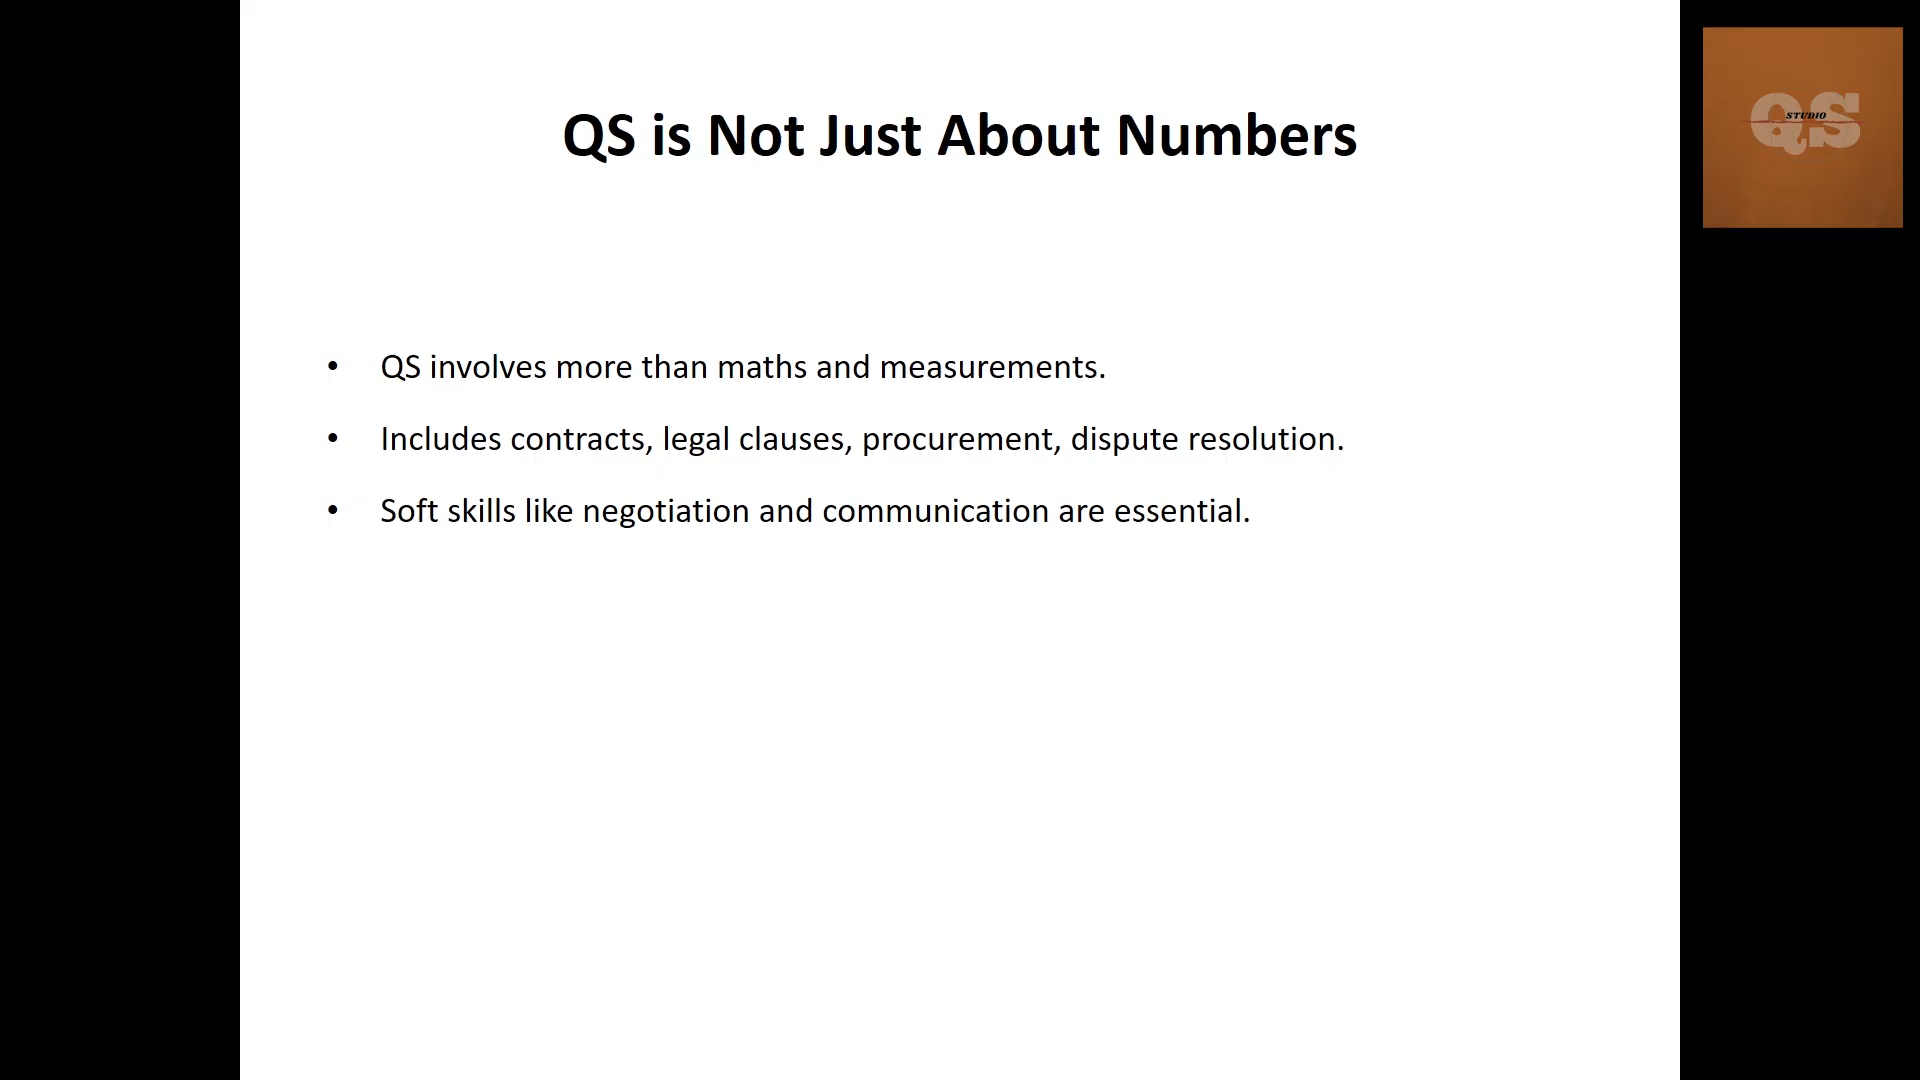 QS is Not Just About Numbers
QS
STUDIO
• QS involves more than maths and measurements.
• Includes contracts, legal clauses, procurement, dispute resolution.
• Soft skills like negotiation and communication are essential.